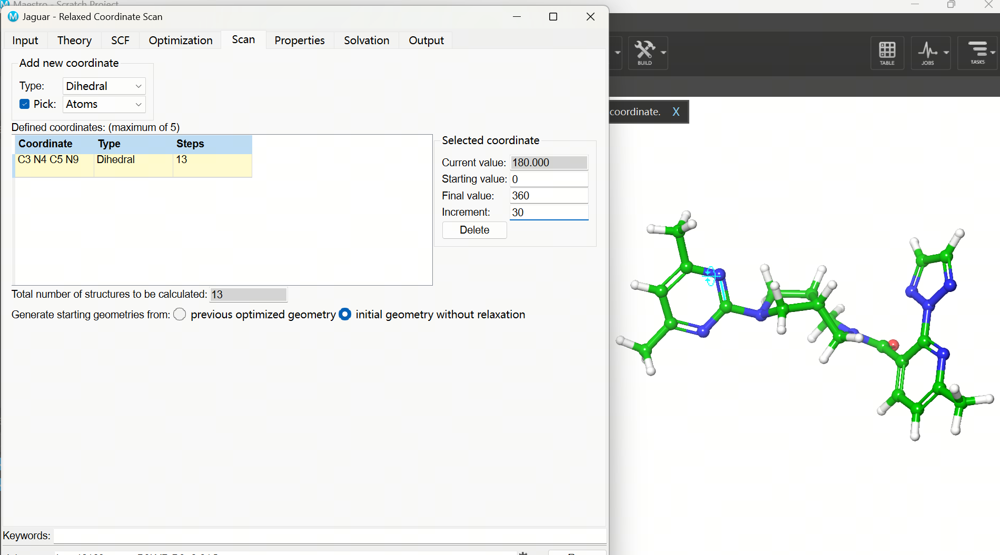 Maestro - Scratch Project
Jaguar - Relaxed Coordinate Scan
Input Theory SCF Optimization Scan Properties Solvation Output
BUILD TABLE JOBS TASKS
Add new coordinate
Type: Dihedral
Pick: Atoms
coordinate. X
Defined coordinates: (maximum of 5)
Coordinate Type Steps
C3 N4 C5 N9 Dihedral 13
Selected coordinate
Current value: 180.000
Starting value: 0
Final value: 360
Increment: 30
Delete
Total number of structures to be calculated: 13
Generate starting geometries from: previous optimized geometry initial geometry without relaxation
Keywords: